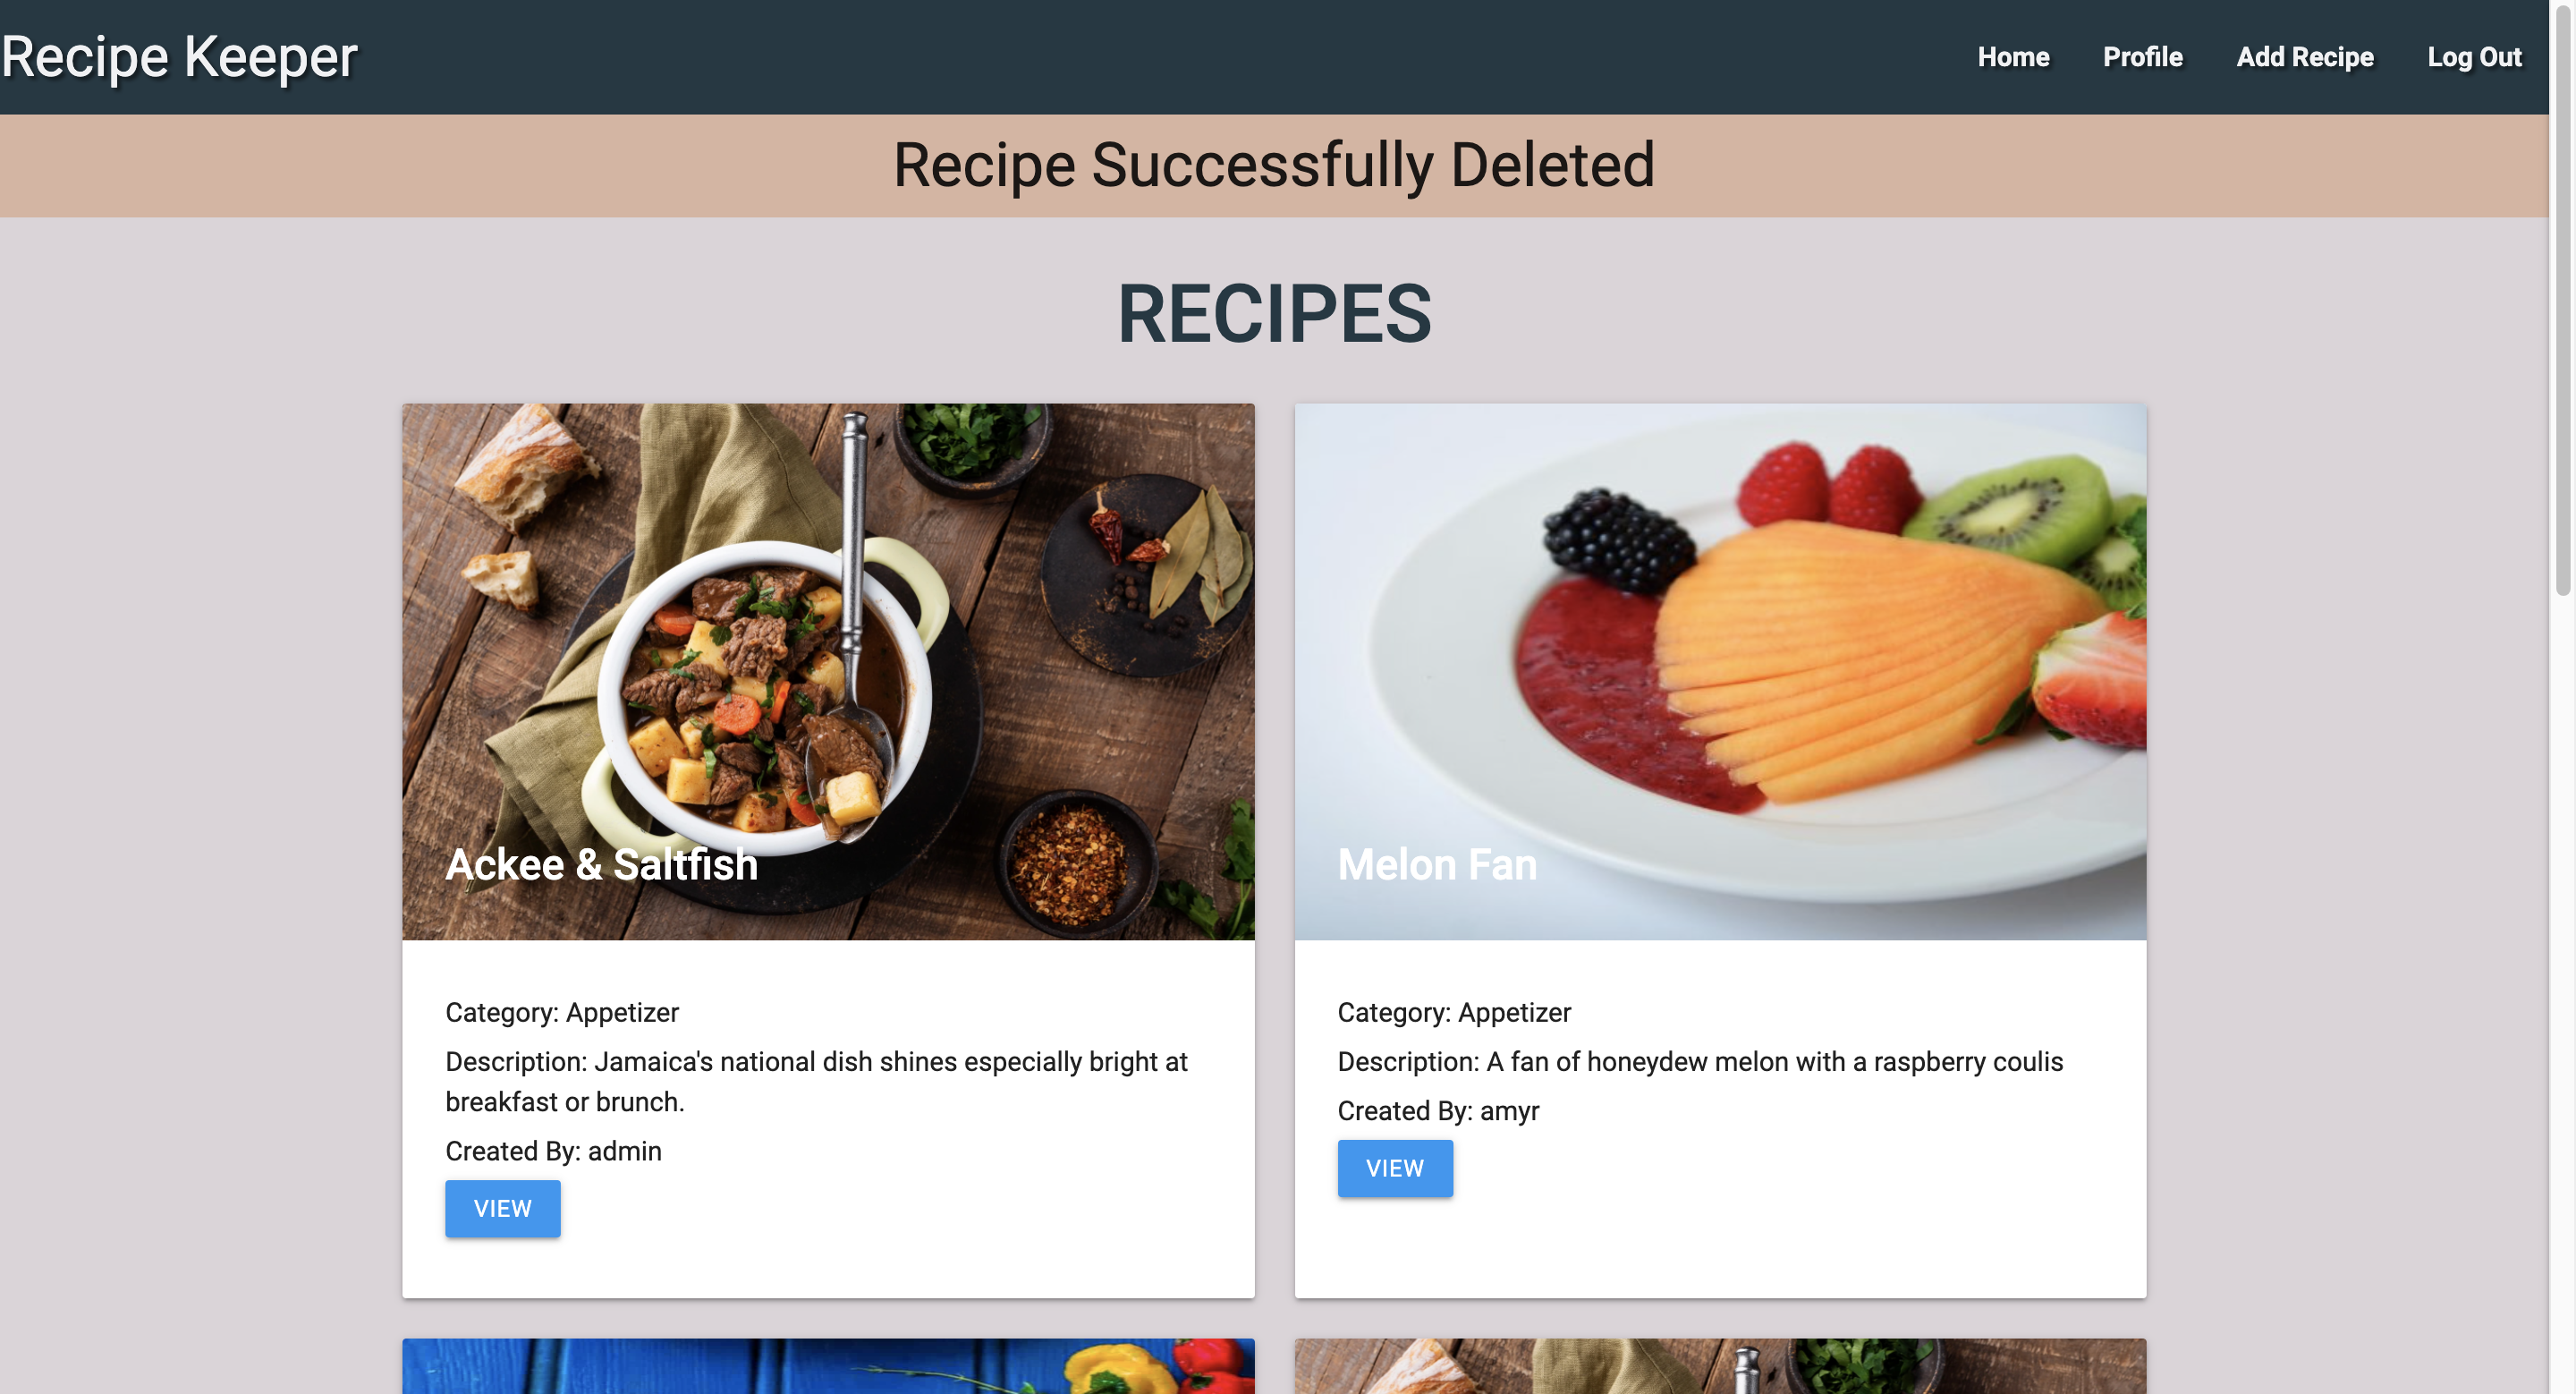 Recipe Keeper
Home Profile Add Recipe Log Out
Recipe Successfully Deleted
RECIPES
Ackee & Saltfish
Category: Appetizer
Description: Jamaica's national dish shines especially bright at
breakfast or brunch.
Created By: admin
VIEW
Melon Fan
Category: Appetizer
Description: A fan of honeydew melon with a raspberry coulis
Created By: amyr
VIEW